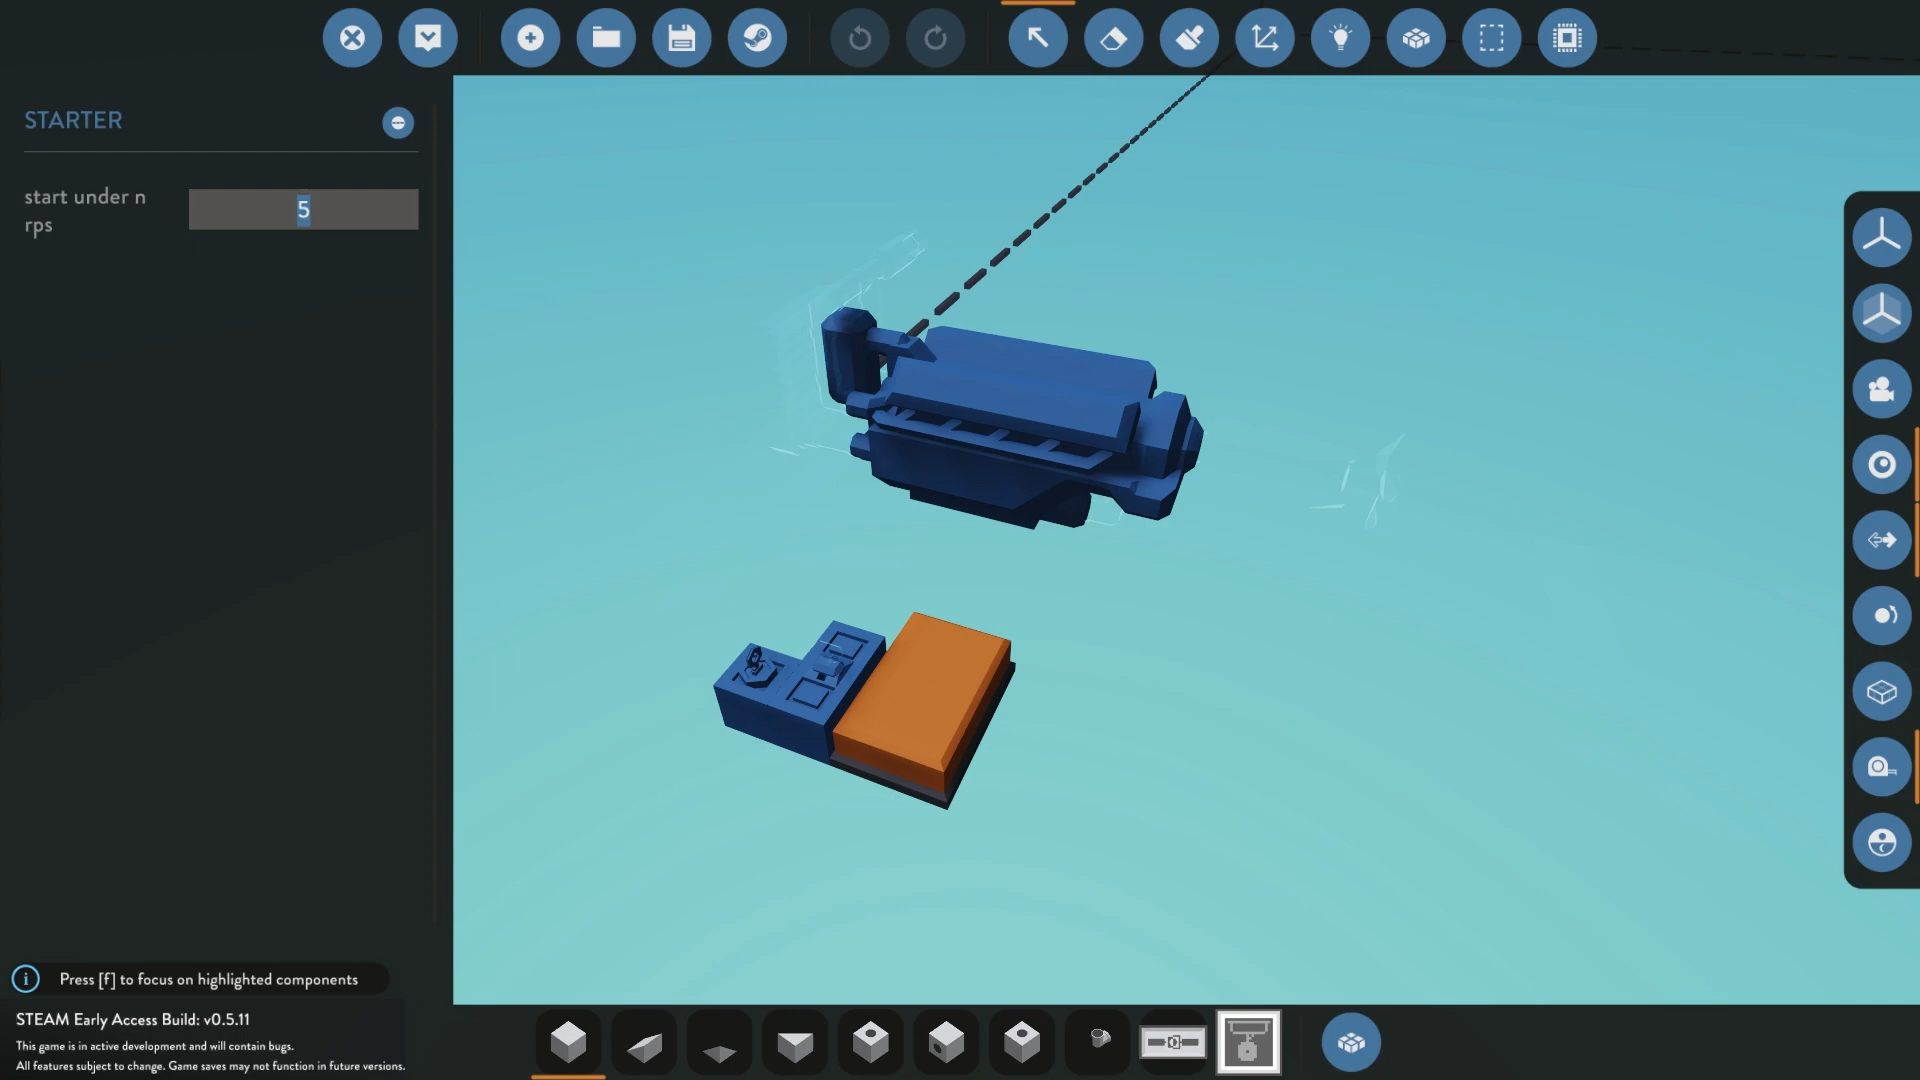 STARTER
start under n
rps
5
Press [f] to focus on highlighted components
STEAM Early Access Build: v0.5.11
This game is in active development and will contain bugs.
All features subject to change. Game saves may not function in future versions.